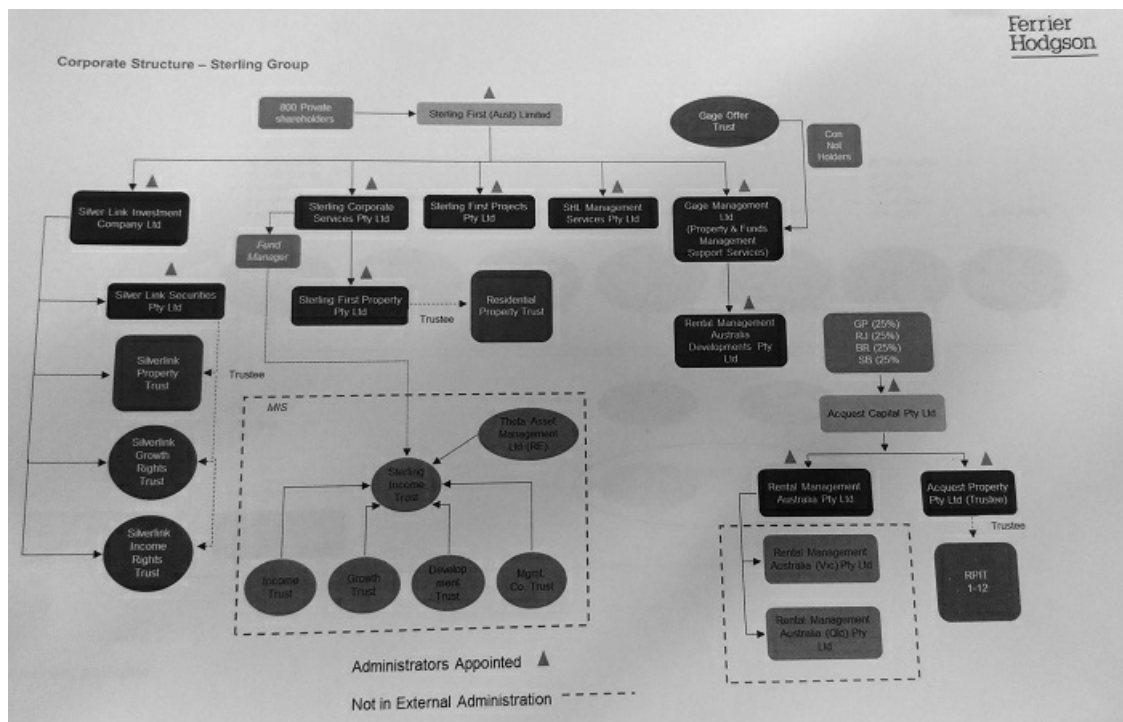 Ferrier
Hodgson
Corporate Structure – Sterling Group
800 Private
shareholders
Sterling First (Aust) Limited
Gage Offer
Trust
Con
Not
Holders
Silver Link Investment
Company Ltd
Sterling Corporate
Services Pty Ltd
Sterling First Projects
Pty Ltd
SHL Management
Services Pty Ltd
Gage Management
Ltd
(Property & Funds
Management
Support Services)
Fund
Manager
Silver Link Securities
Pty Ltd
Sterling First Property
Pty Ltd
Trustee
Residential
Property Trust
Rental Management
Australia
Developments Pty
Ltd
GP (25%)
RJ (25%)
BR (25%)
SB (25%
Silverlink
Property
Trust
Trustee
MIS
Theta Asset
Management
Ltd (RE)
Acquest Capital Pty Ltd
Silverlink
Growth
Rights
Trust
Sterling
Income
Trust
Rental Management
Australia Pty Ltd
Acquest Property
Pty Ltd (Trustee)
Trustee
Silverlink
Income
Rights
Trust
Income
Trust
Growth
Trust
Develop
ment
Trust
Mgmt.
Co. Trust
Rental Management
Australia (Vic) Pty Ltd
RPIT
1-12
Rental Management
Australia (Qld) Pty
Ltd
Administrators Appointed
Not in External Administration